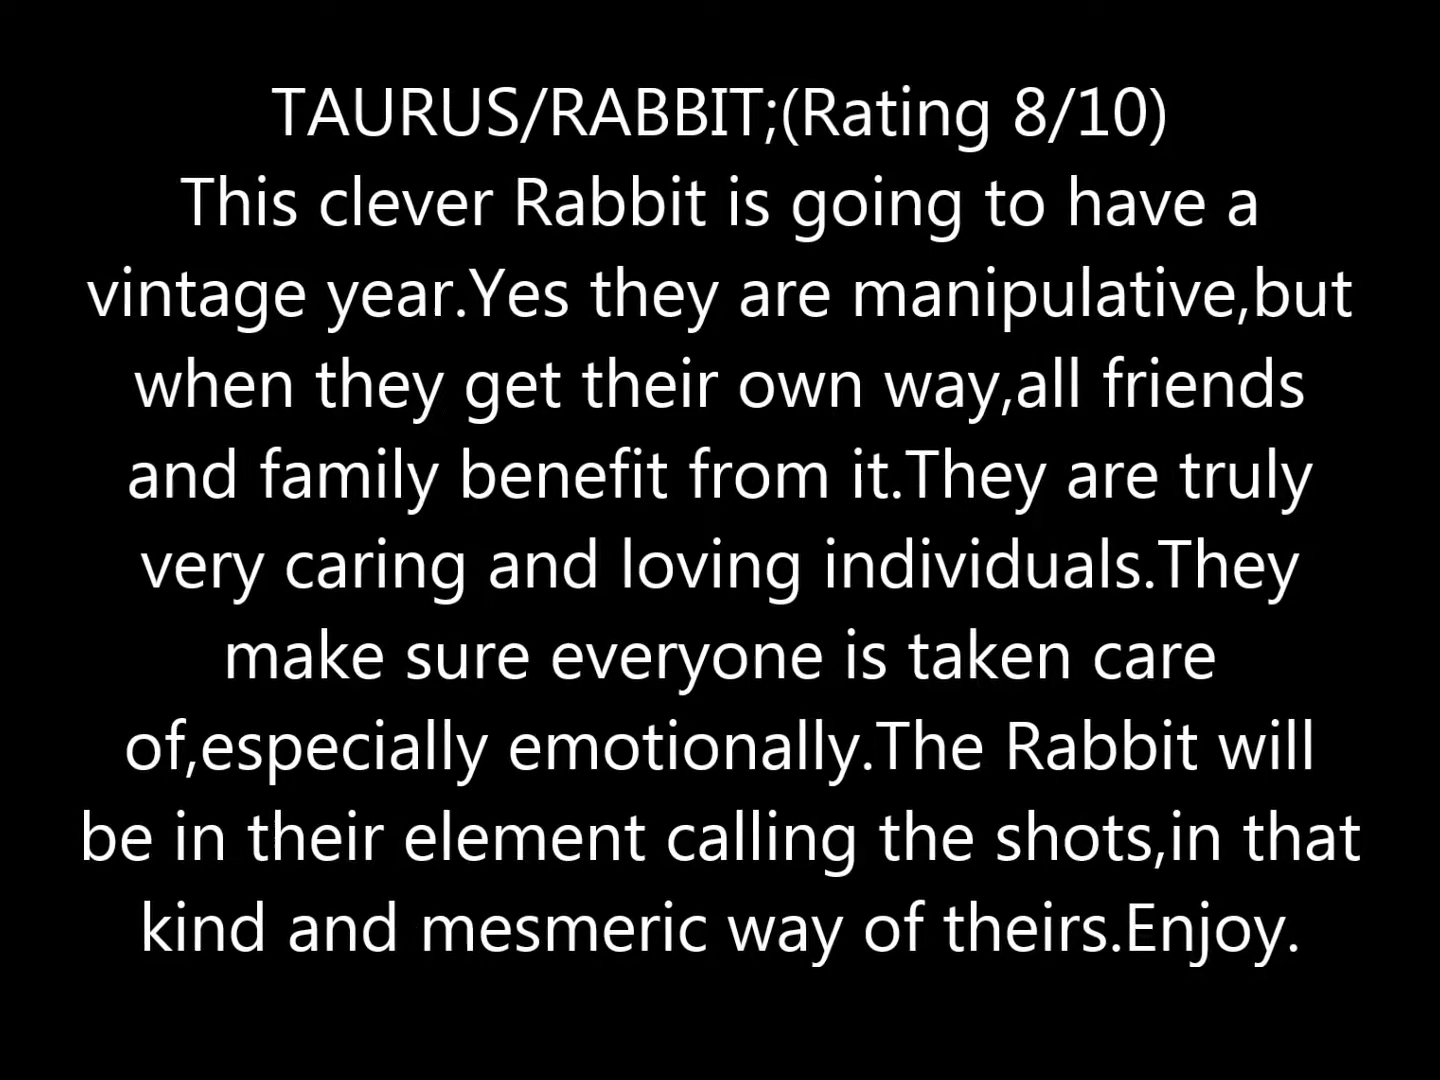 TAURUS/RABBIT;(Rating 8/10)
This clever Rabbit is going to have a
vintage year.Yes they are manipulative,but
when they get their own way,all friends
and family benefit from it.They are truly
very caring and loving individuals.They
make sure everyone is taken care
of,especially emotionally.The Rabbit will
be in their element calling the shots,in that
kind and mesmeric way of theirs.Enjoy.